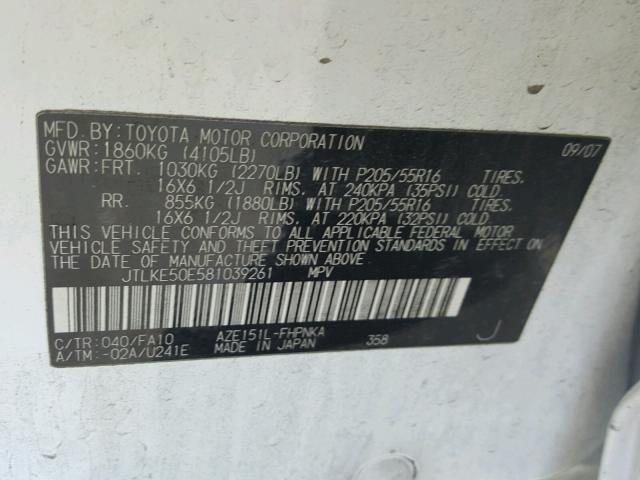 MFD. BY: TOYOTA MOTOR CORPORATION 09/07
GVWR: 1860KG (4105LB)
GAWR: FRT. 1030KG (2270LB) WITH P205/55R16 TIRES,
16X6 1/2J RIMS, AT 240KPA (35PSI) COLD.
RR. 855KG (1880LB) WITH P205/55R16 TIRES,
16X6 1/2J RIMS, AT 220KPA (32PSI) COLD.
THIS VEHICLE CONFORMS TO ALL APPLICABLE FEDERAL MOTOR
VEHICLE SAFETY AND THEFT PREVENTION STANDARDS IN EFFECT ON
THE DATE OF MANUFACTURE SHOWN ABOVE.
JTLKE50E581039261 MPV
C/TR: 040/FA10 AZE151L-FHPNKA 358
A/TM: -02A/U241E MADE IN JAPAN J